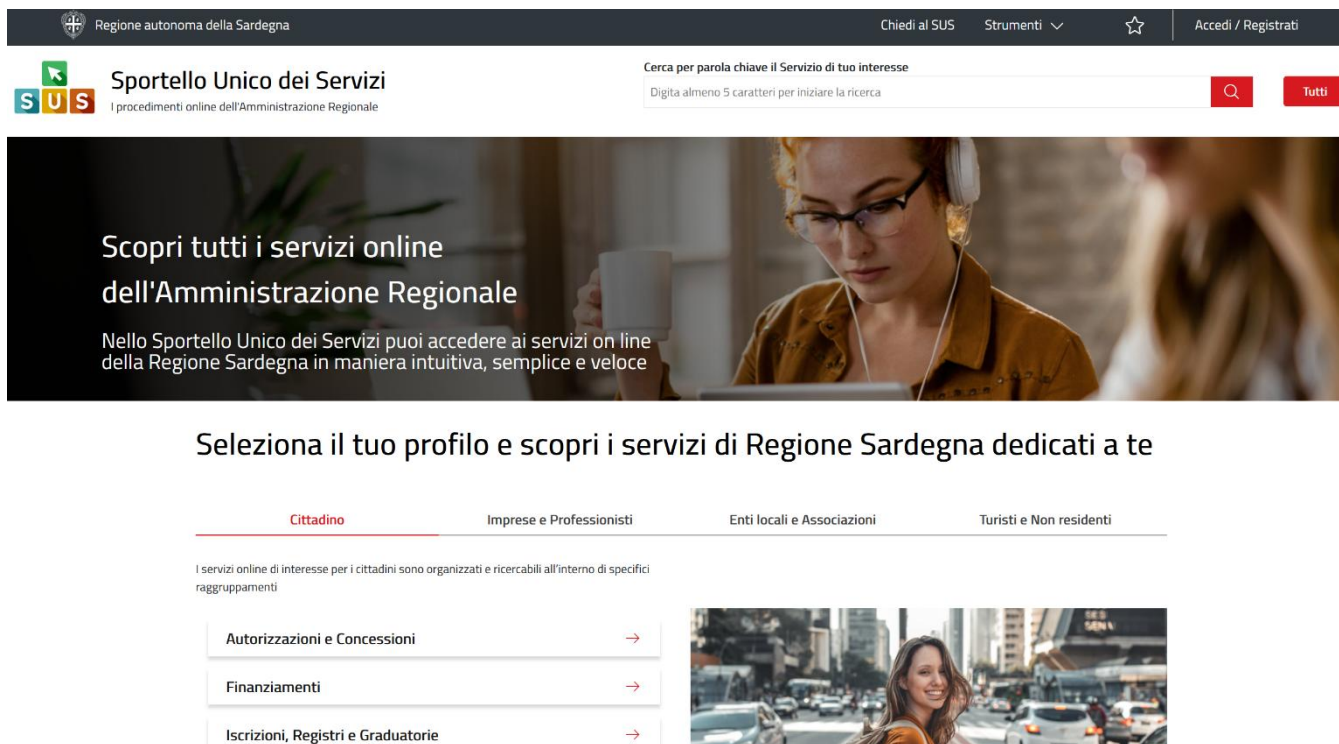 Regione autonoma della Sardegna
Chiedi al SUS
Strumenti
Accedi / Registrati
SUS
Sportello Unico dei Servizi
I procedimenti online dell'Amministrazione Regionale
Cerca per parola chiave il Servizio di tuo interesse
Digita almeno 5 caratteri per iniziare la ricerca
Tutti
Scopri tutti i servizi online
dell'Amministrazione Regionale
Nello Sportello Unico dei Servizi puoi accedere ai servizi on line
della Regione Sardegna in maniera intuitiva, semplice e veloce
Seleziona il tuo profilo e scopri i servizi di Regione Sardegna dedicati a te
Cittadino
Imprese e Professionisti
Enti locali e Associazioni
Turisti e Non residenti
I servizi online di interesse per i cittadini sono organizzati e ricercabili all'interno di specifici
raggruppamenti
Autorizzazioni e Concessioni
Finanziamenti
Iscrizioni, Registri e Graduatorie